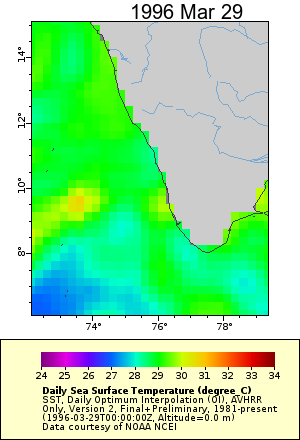 1996 Mar 29
14°
12°
10°
8°
74° 76° 78°
24 25 26 27 28 29 30 31 32 33 34
Daily Sea Surface Temperature (degree_C)
SST, Daily Optimum Interpolation (OI), AVHRR
Only, Version 2, Final+Preliminary, 1981-present
(1996-03-29T00:00:00Z, Altitude=0.0 m)
Data courtesy of NOAA NCEI